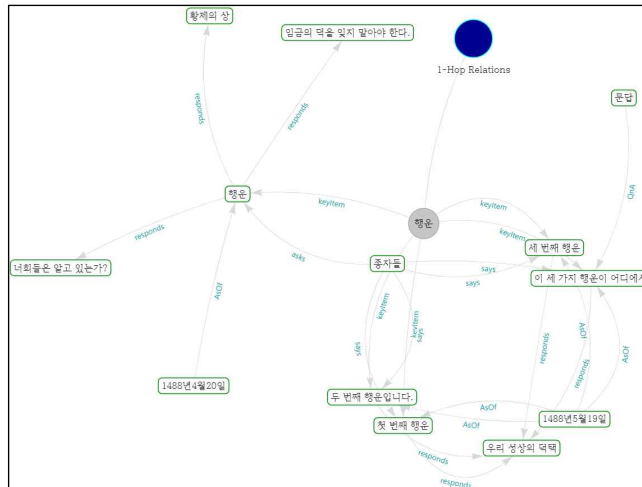 황제의 상
임금의 덕을 잊지 말아야 한다.
1-Hop Relations
responds
responds
문답
QnA
행운
keyItem
행운
keyItem
keyItem
세 번째 행운
responds
asks
종자들
says
says
너희들은 알고 있는가?
이 세 가지 행운이 어디에서
AsOf
keyItem
keyItem
says
says
responds
AsOf
responds
AsOf
1488년4월20일
두 번째 행운입니다.
AsOf
1488년5월19일
첫 번째 행운
AsOf
우리 성상의 덕택
responds
responds